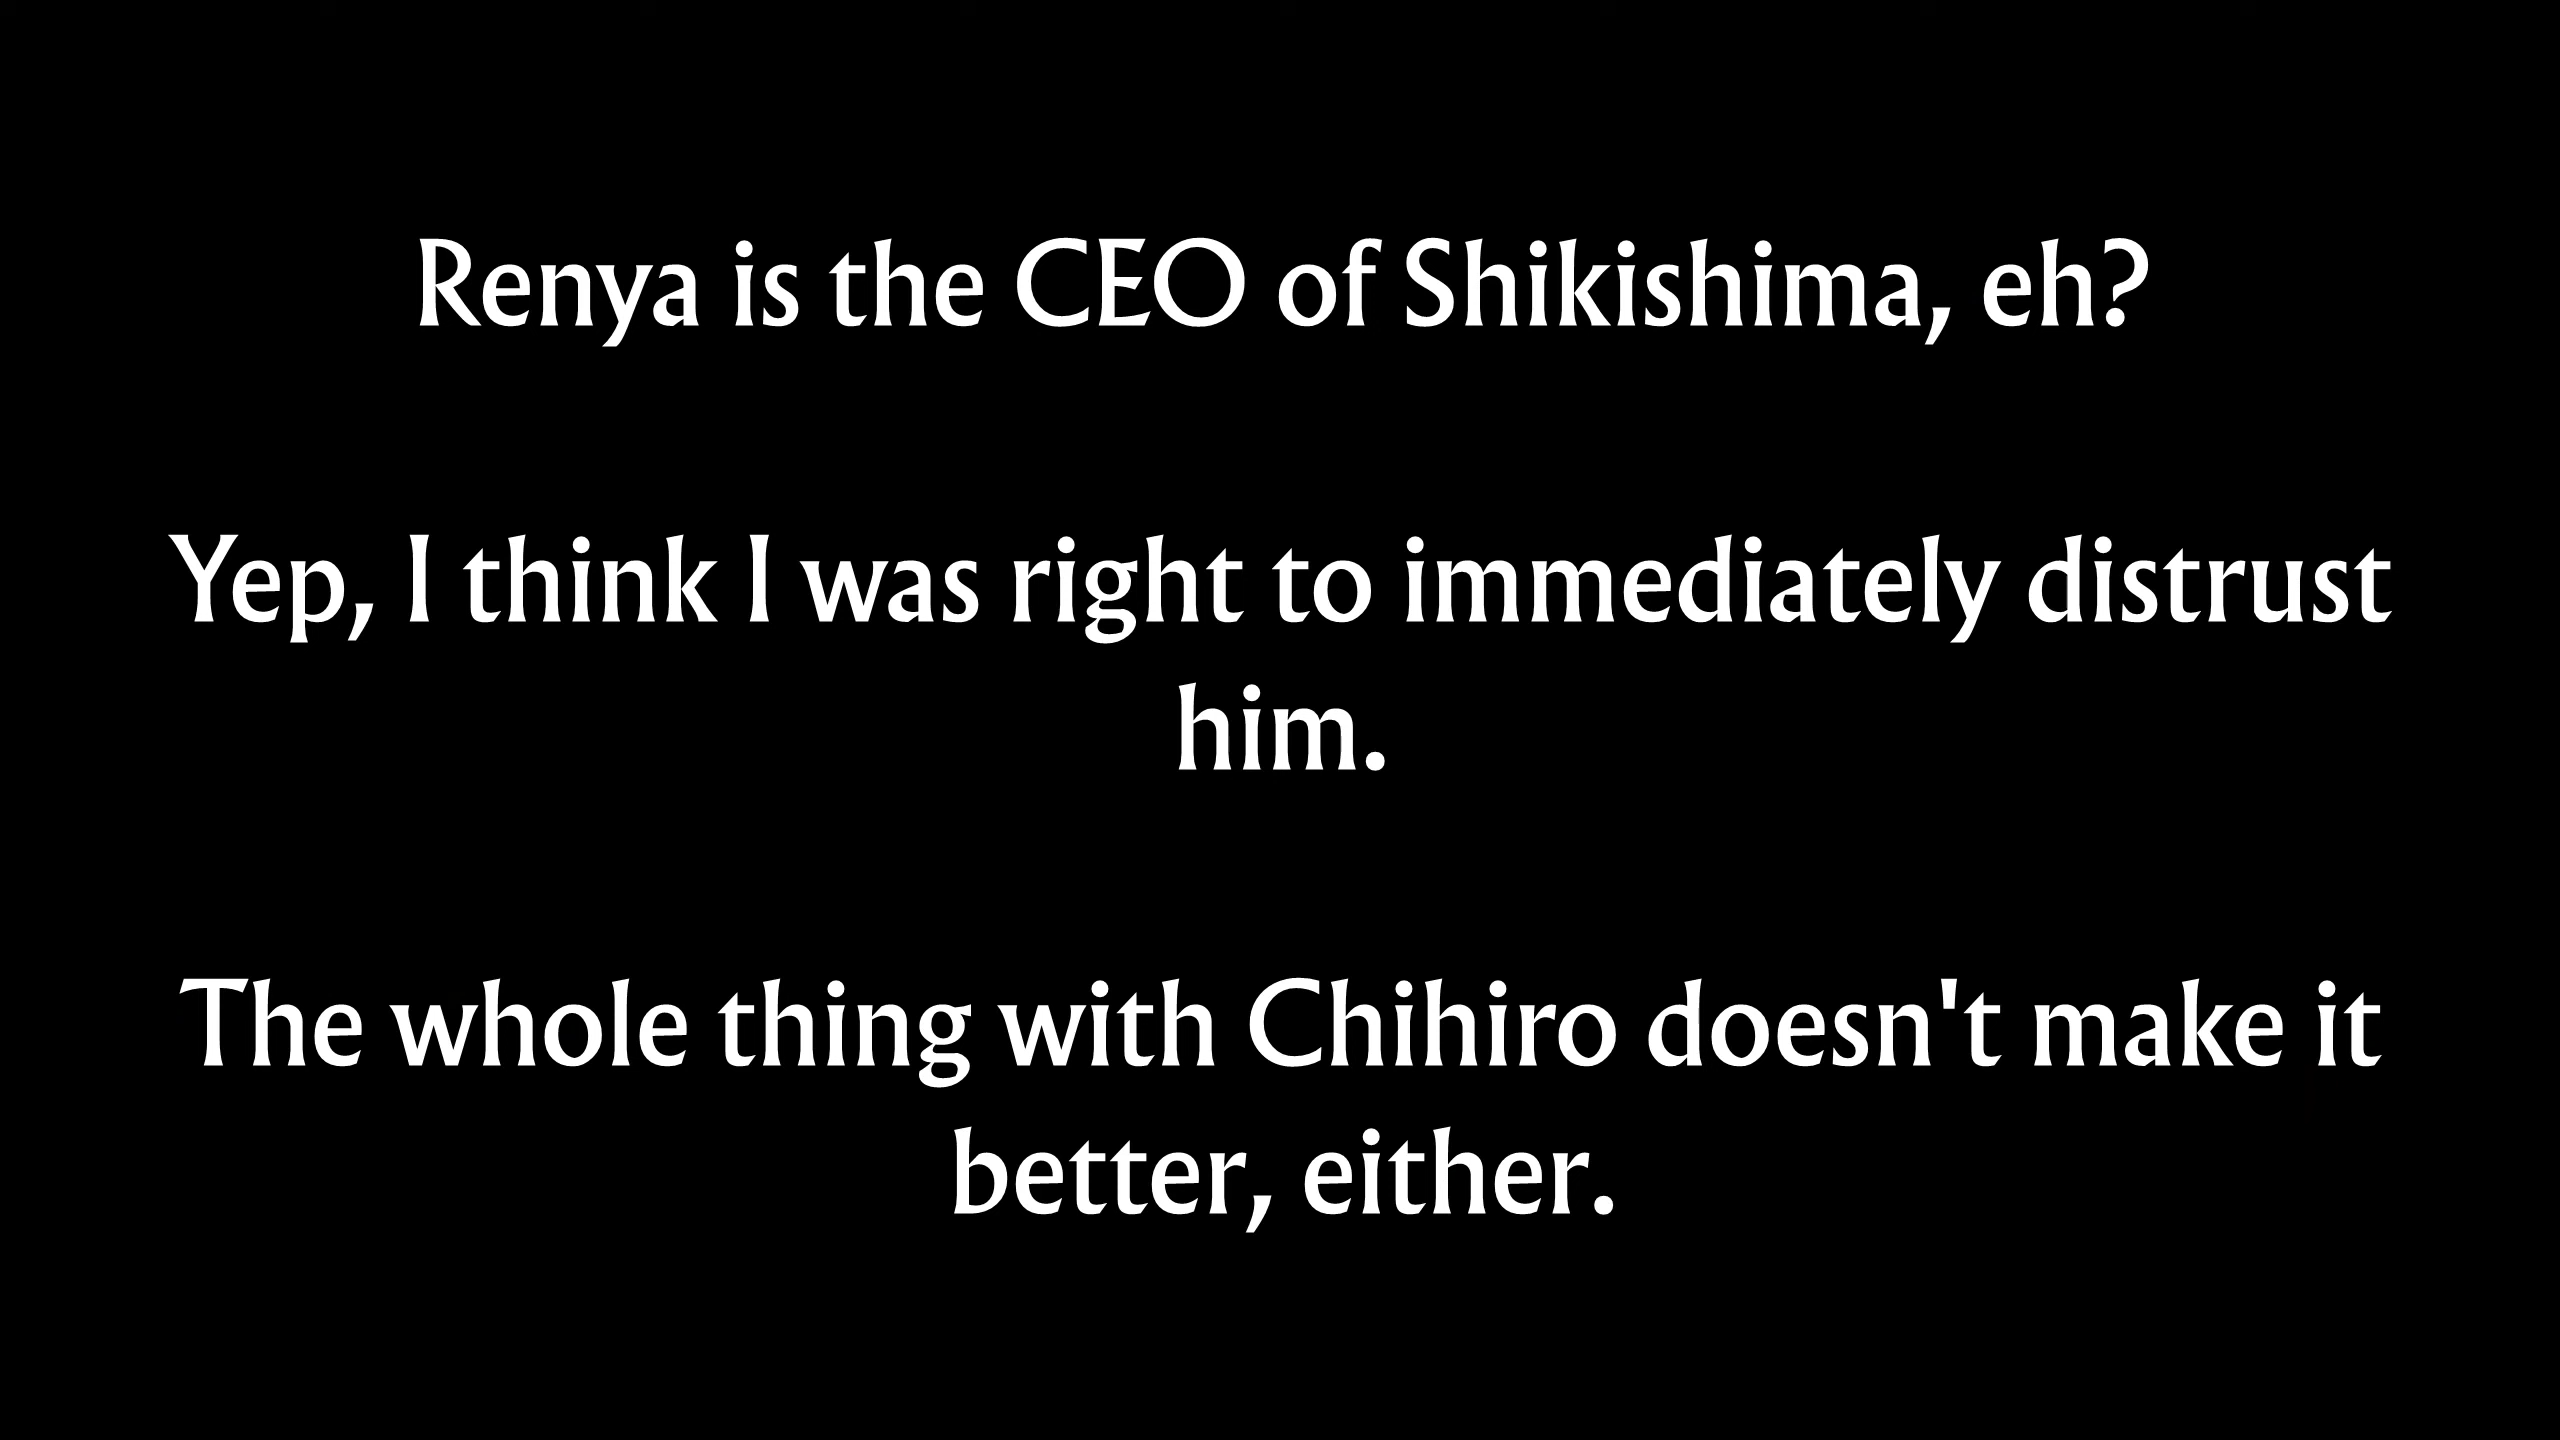 Renya is the CEO of Shikishima, eh?
Yep, I think I was right to immediately distrust
him.
The whole thing with Chihiro doesn't make it
better, either.